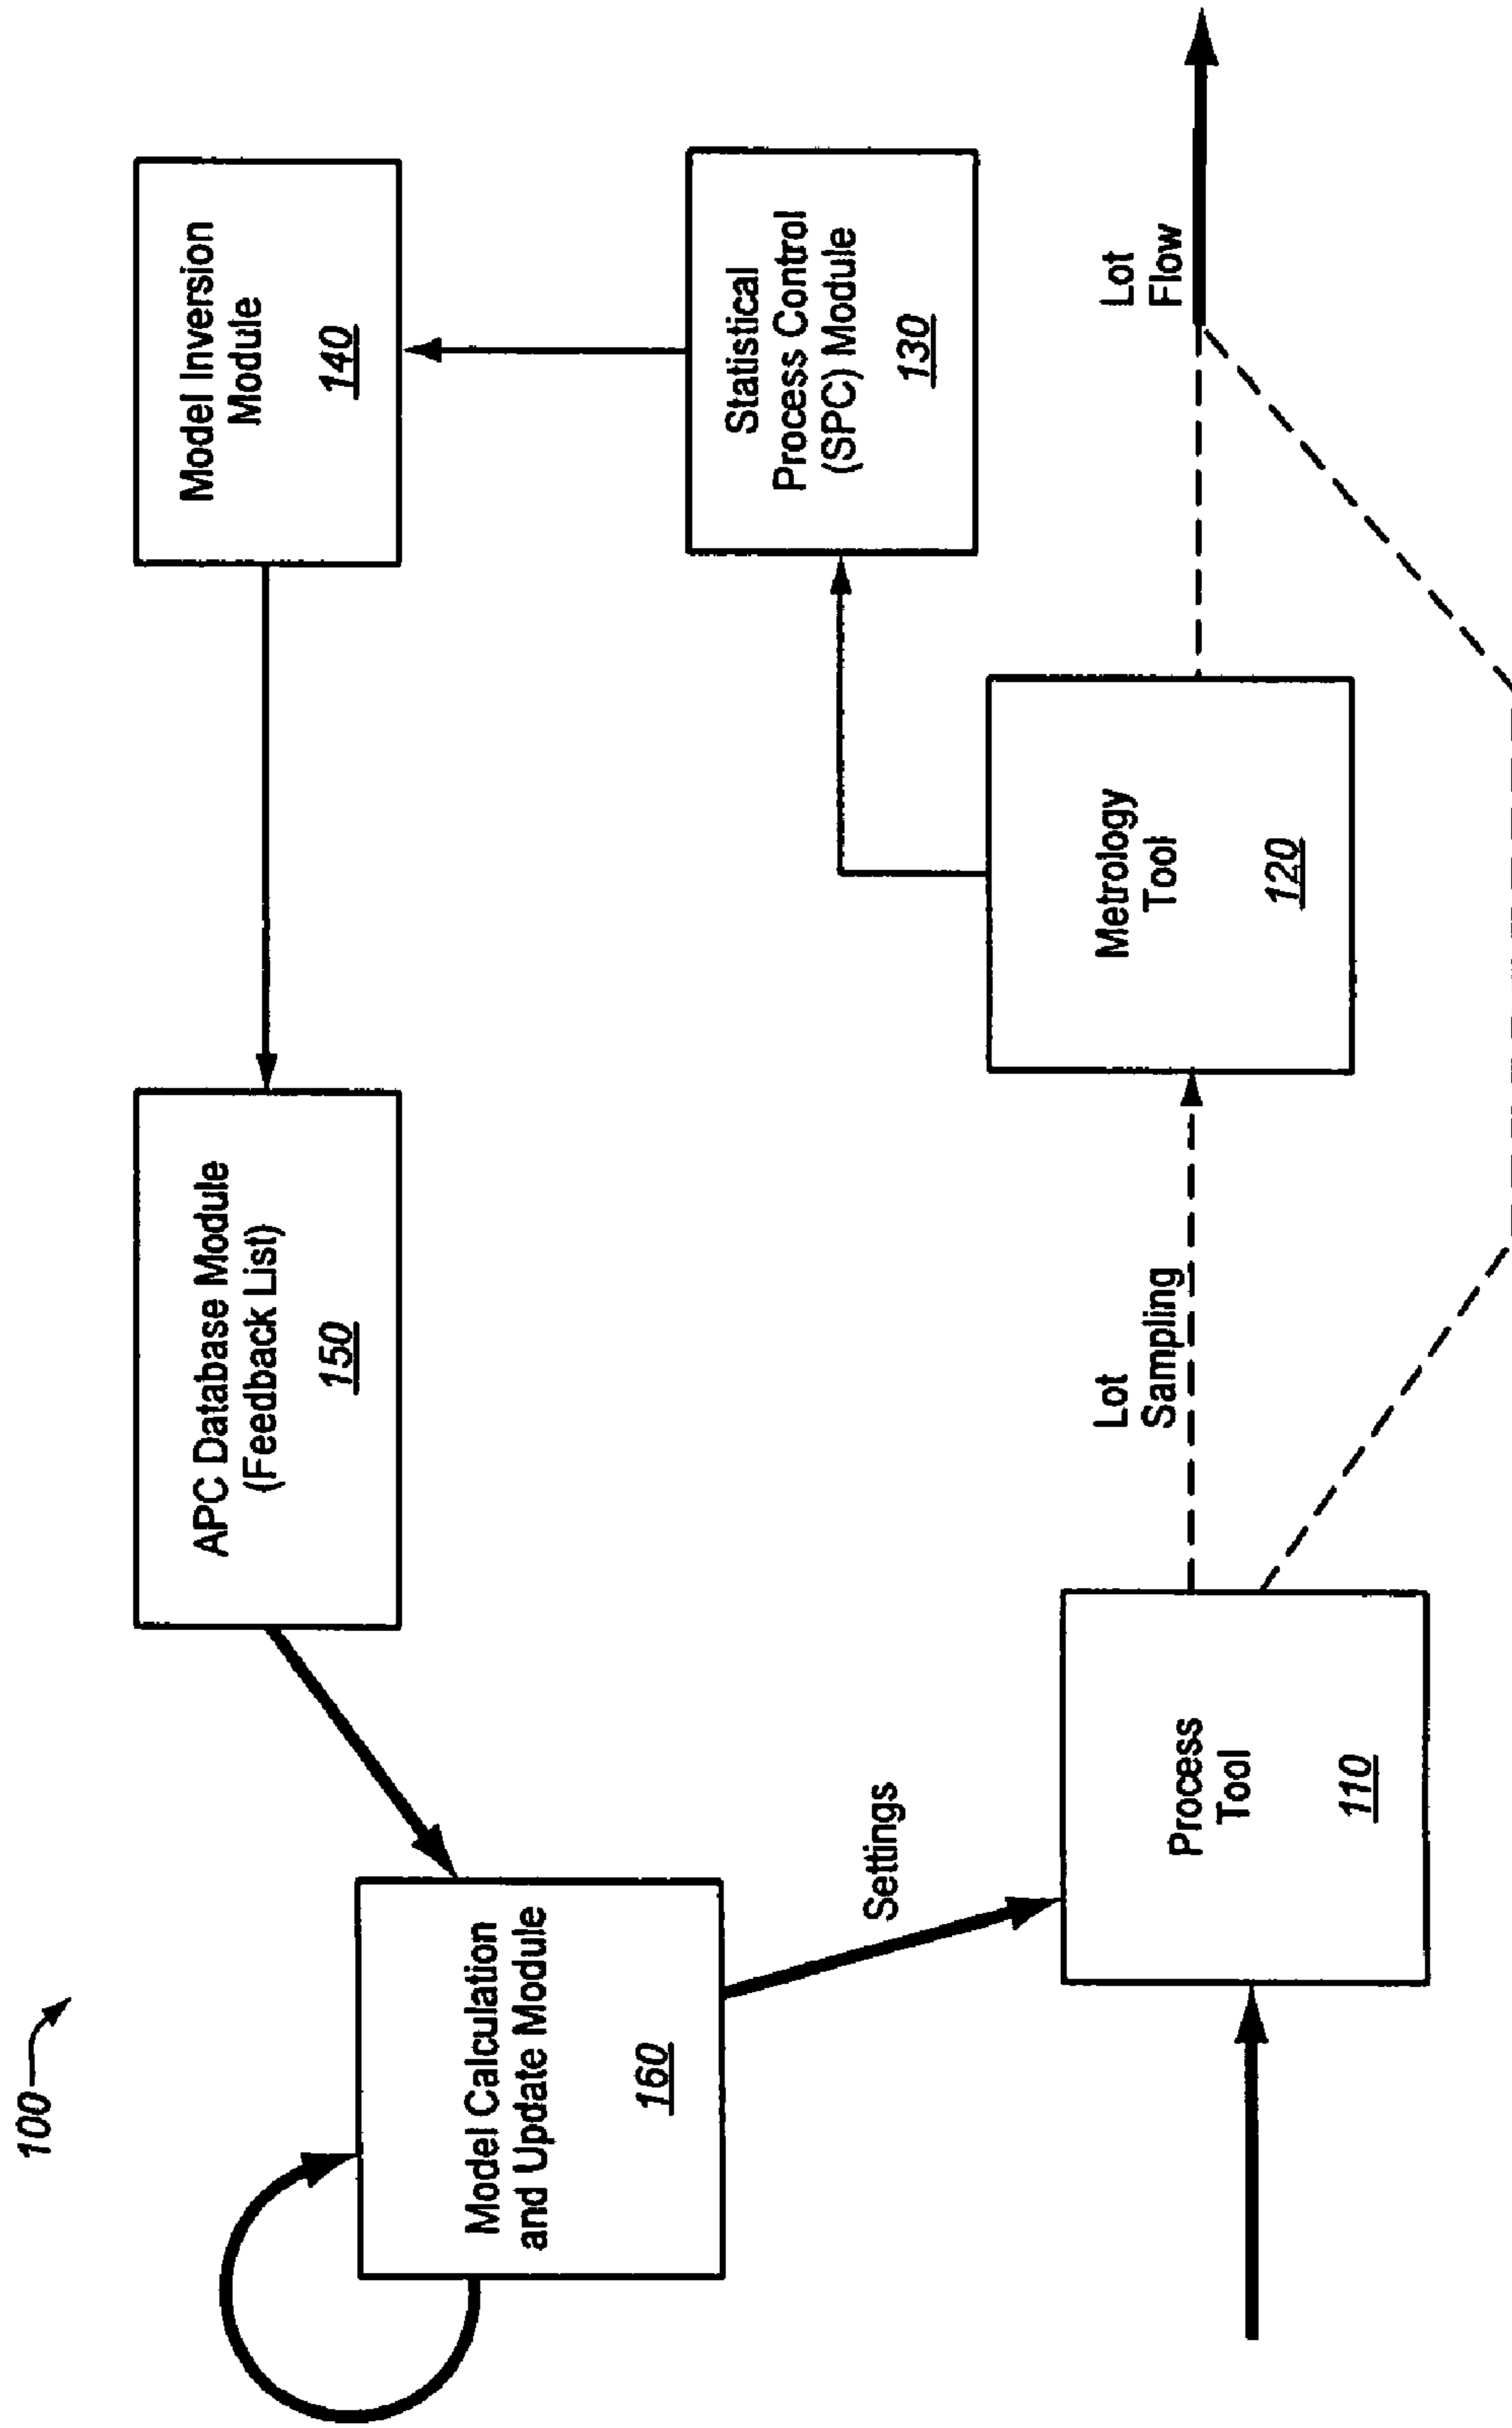 100
Model Calculation
and Update Module
160
APC Database Module
(Feedback List)
150
Model Inversion
Module
140
Statistical
Process Control
(SPC) Module
130
Settings
Process
Tool
110
Lot
Sampling
Metrology
Tool
120
Lot
Flow